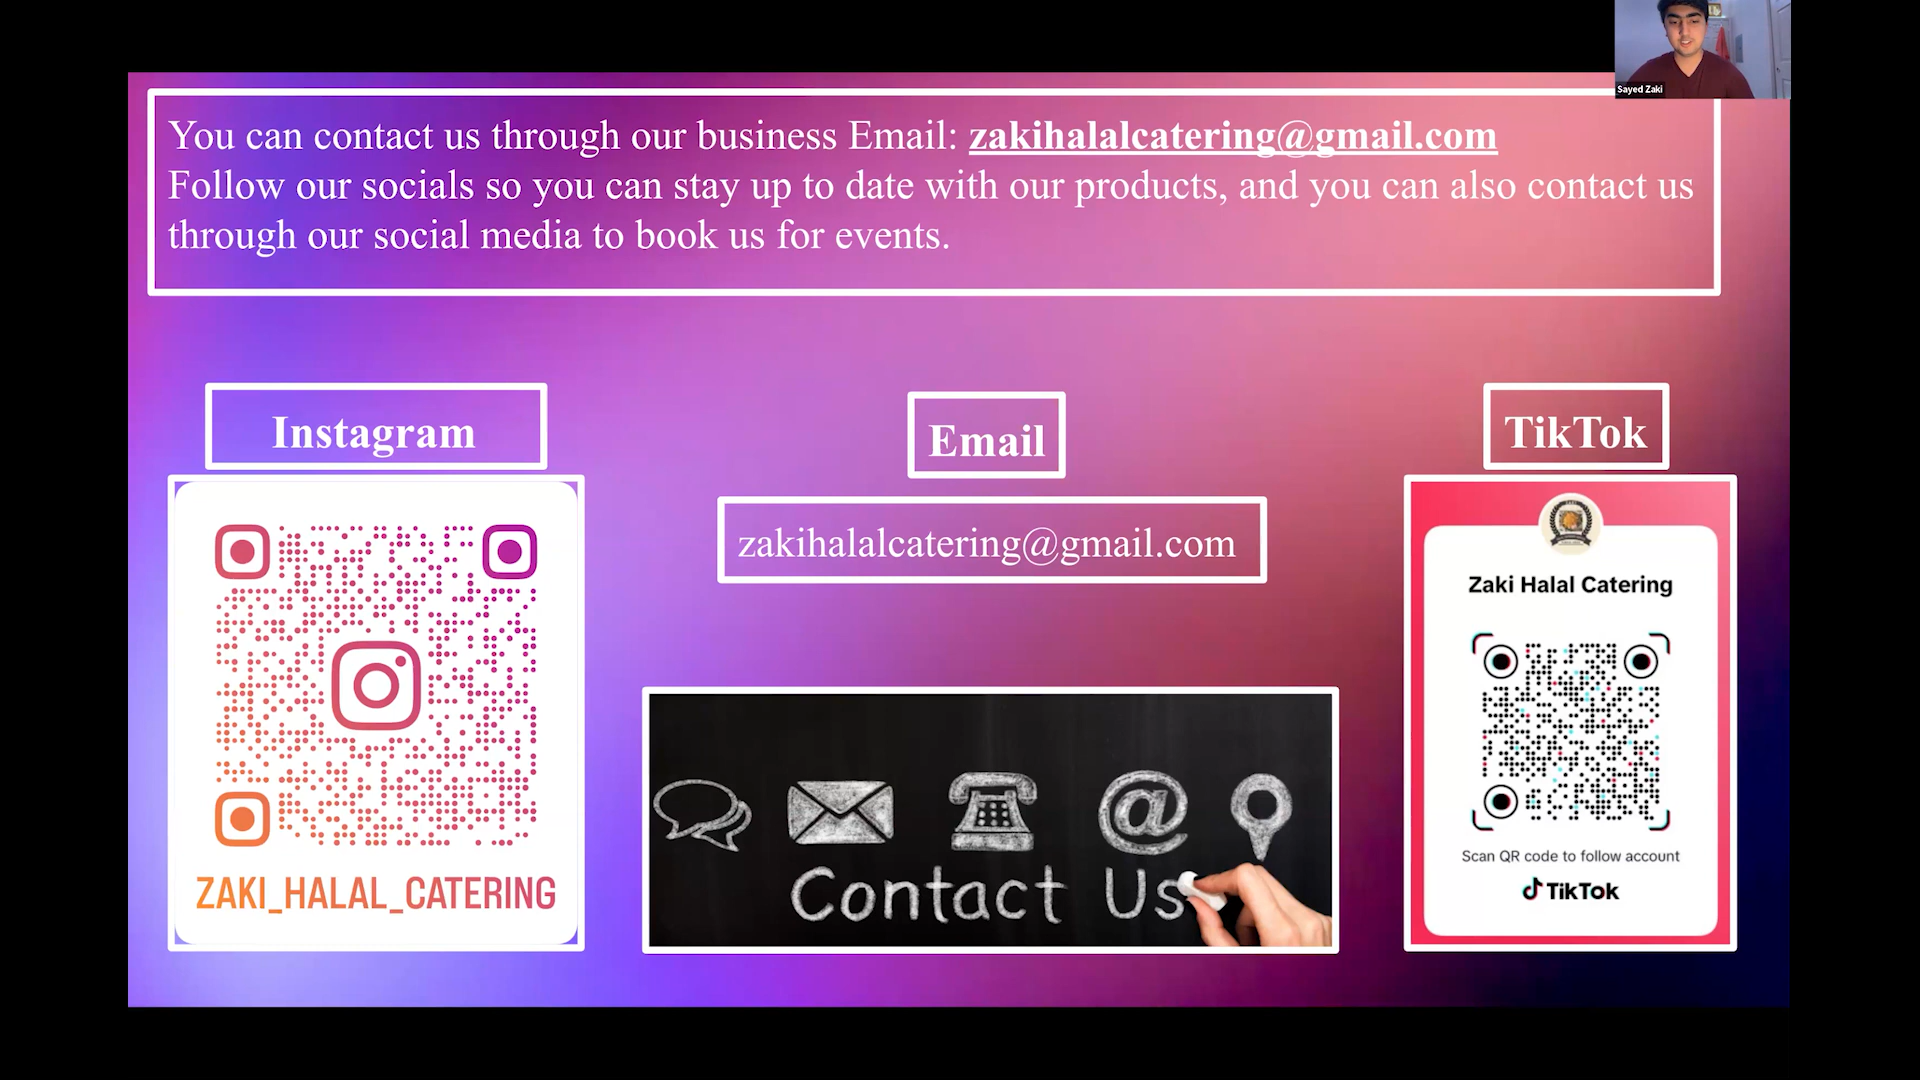 Sayed Zaki
You can contact us through our business Email: zakihalalcatering@gmail.com
Follow our socials so you can stay up to date with our products, and you can also contact us
through our social media to book us for events.
Instagram
Email
TikTok
zakihalalcatering@gmail.com
ZAKI_HALAL_CATERING
Contact Us
Zaki Halal Catering
Scan QR code to follow account
TikTok